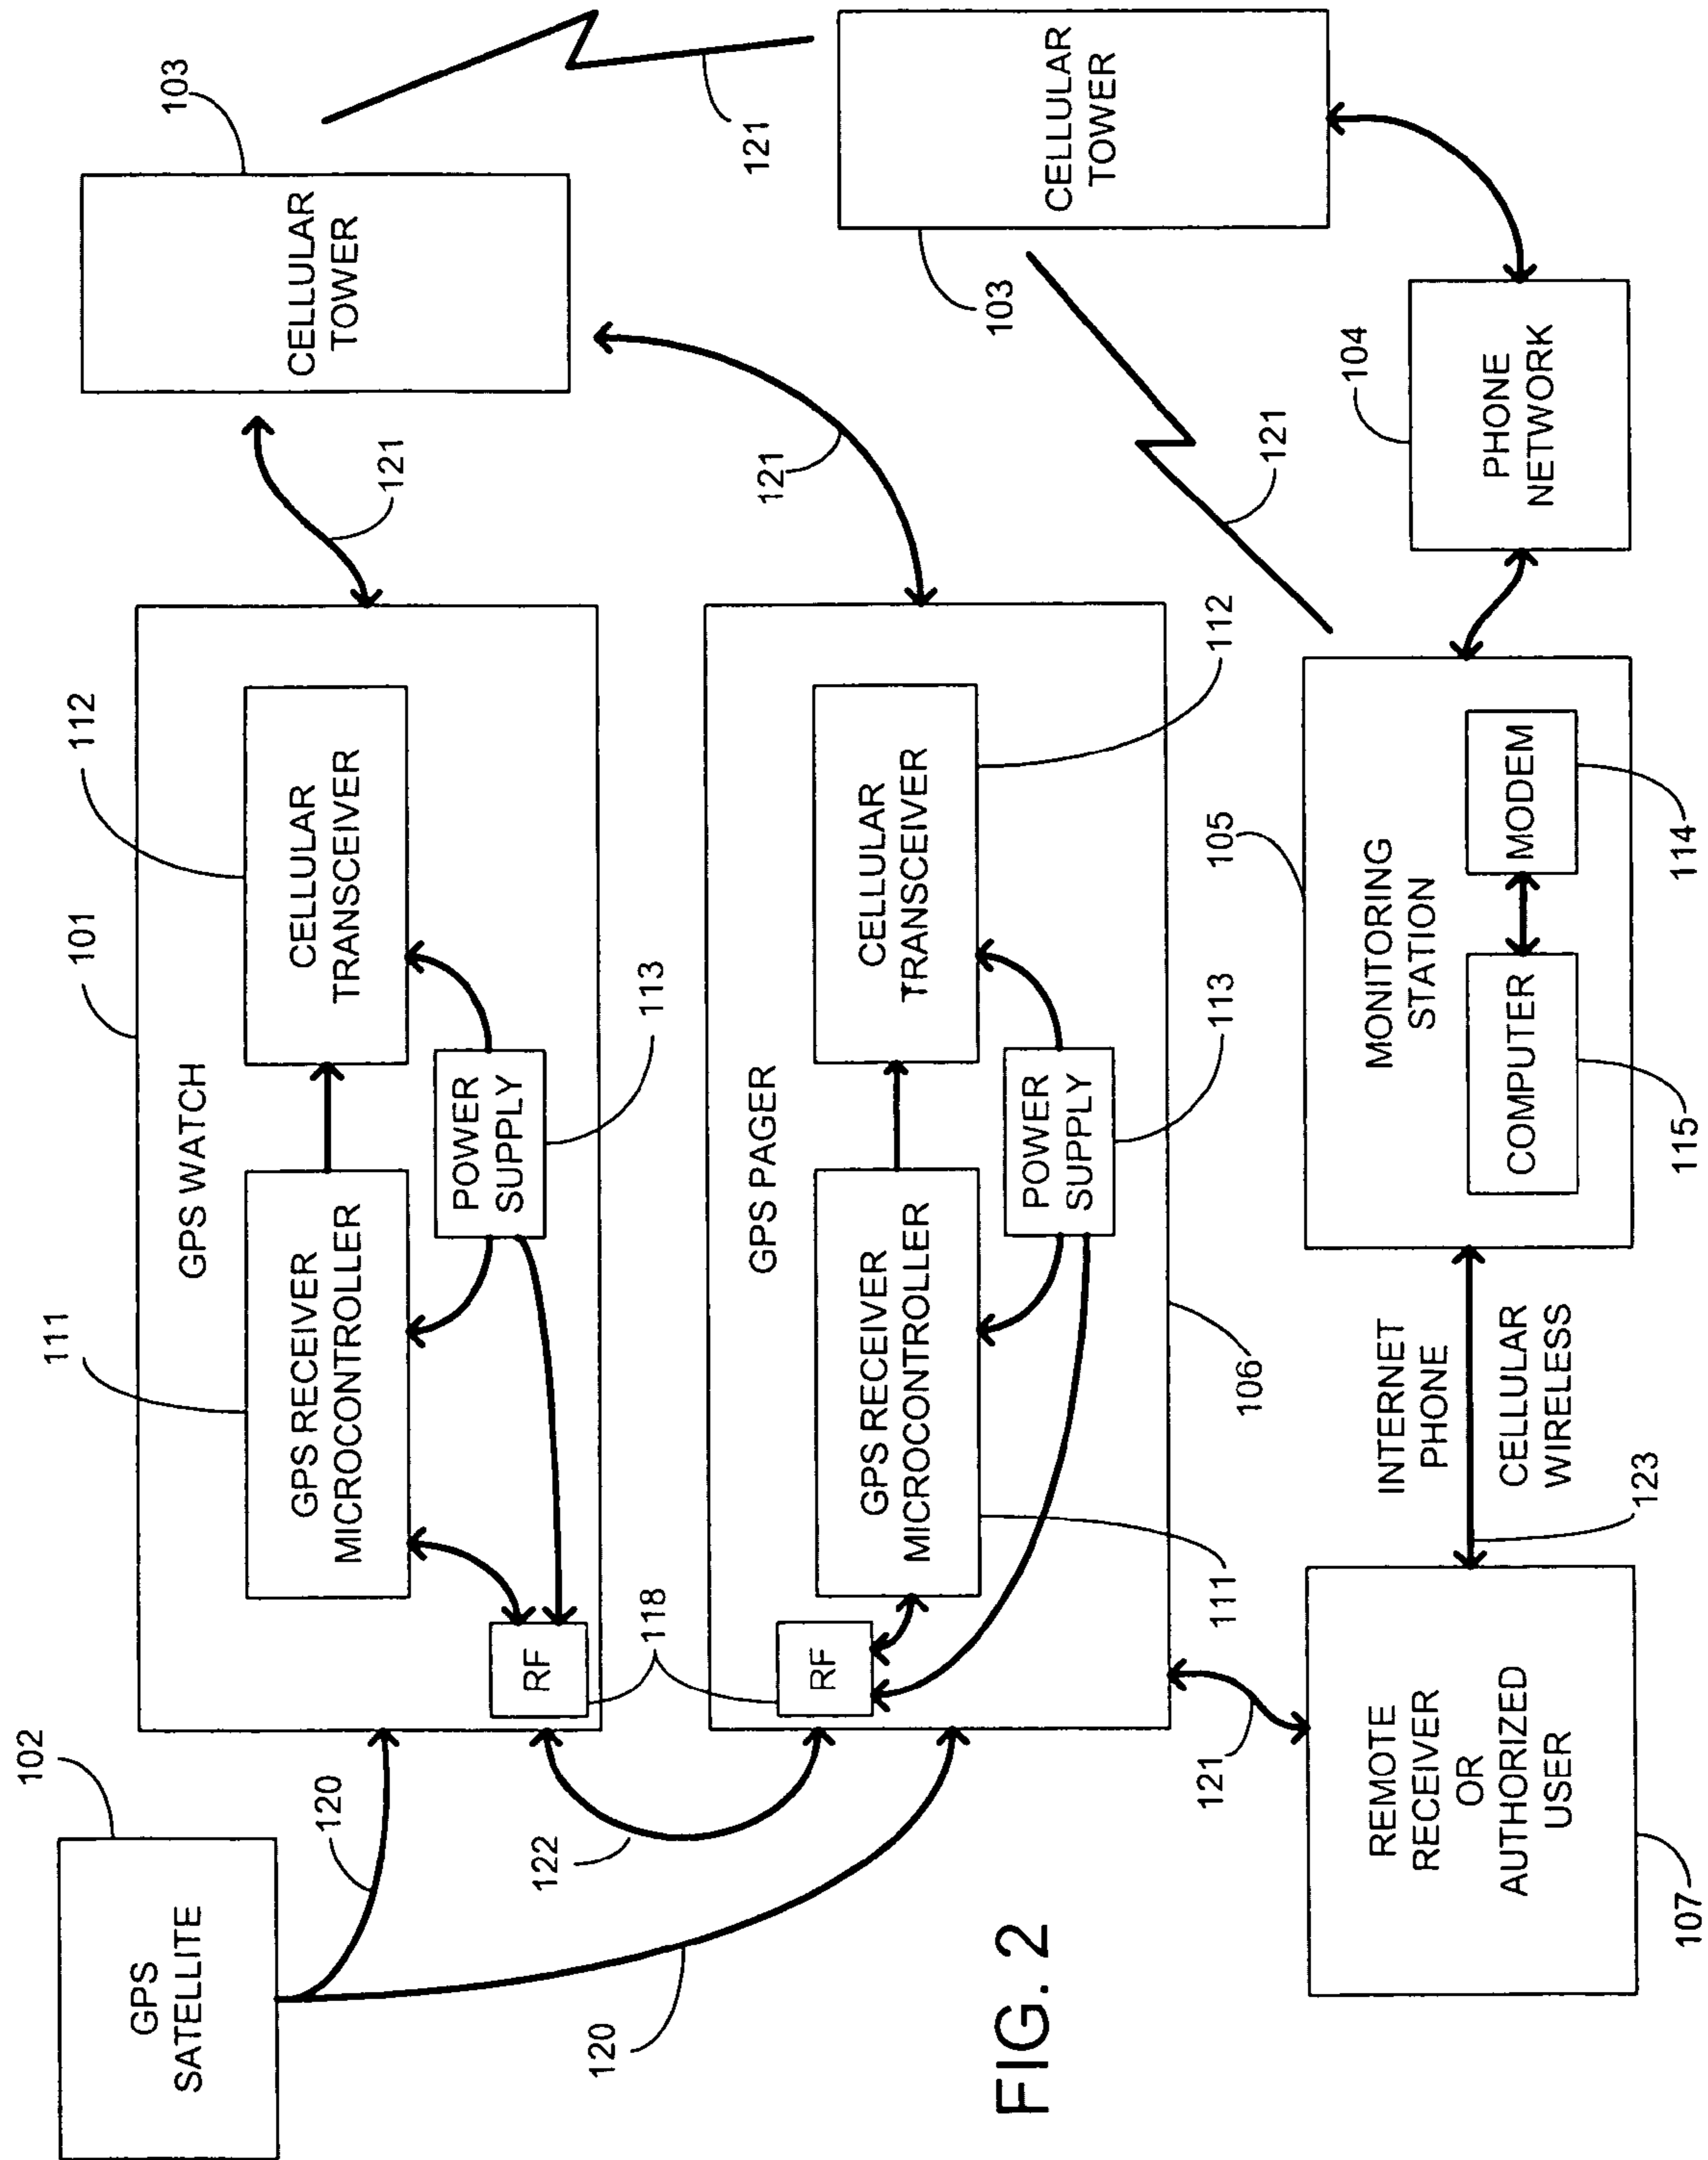 102
GPS
SATELLITE
120
120
122
111
101
112
GPS WATCH
GPS RECEIVER
MICROCONTROLLER
CELLULAR
TRANSCEIVER
POWER
SUPPLY
RF
118
113
121
103
CELLULAR
TOWER
121
GPS PAGER
RF
GPS RECEIVER
MICROCONTROLLER
CELLULAR
TRANSCEIVER
POWER
SUPPLY
111
106
113
112
121
103
CELLULAR
TOWER
121
121
REMOTE
RECEIVER
OR
AUTHORIZED
USER
107
INTERNET
PHONE
CELLULAR
WIRELESS
123
105
MONITORING
STATION
COMPUTER
MODEM
115
114
104
PHONE
NETWORK
FIG. 2